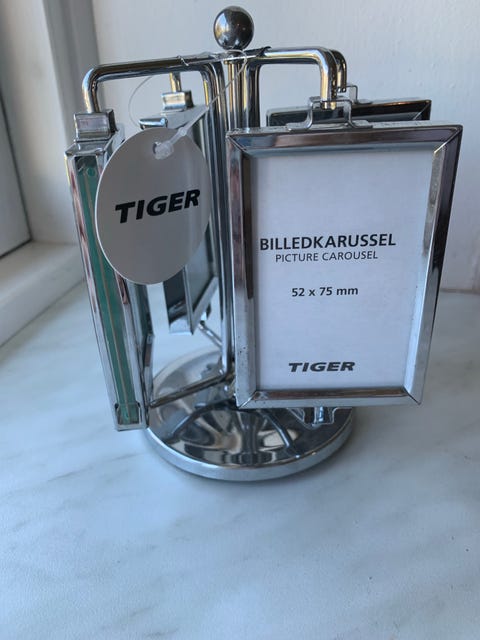 TIGER
BILLEDKARUSSEL
PICTURE CAROUSEL
52 x 75 mm
TIGER